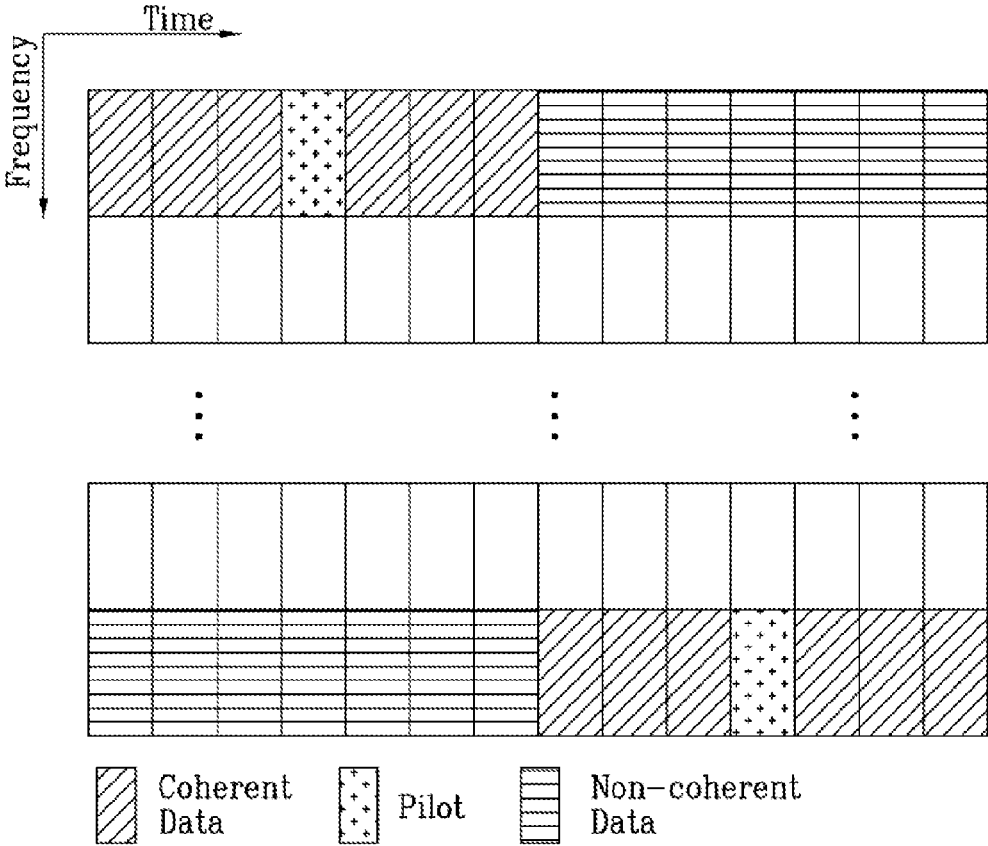 Time
Frequency
Coherent
Data
Pilot
Non-coherent
Data